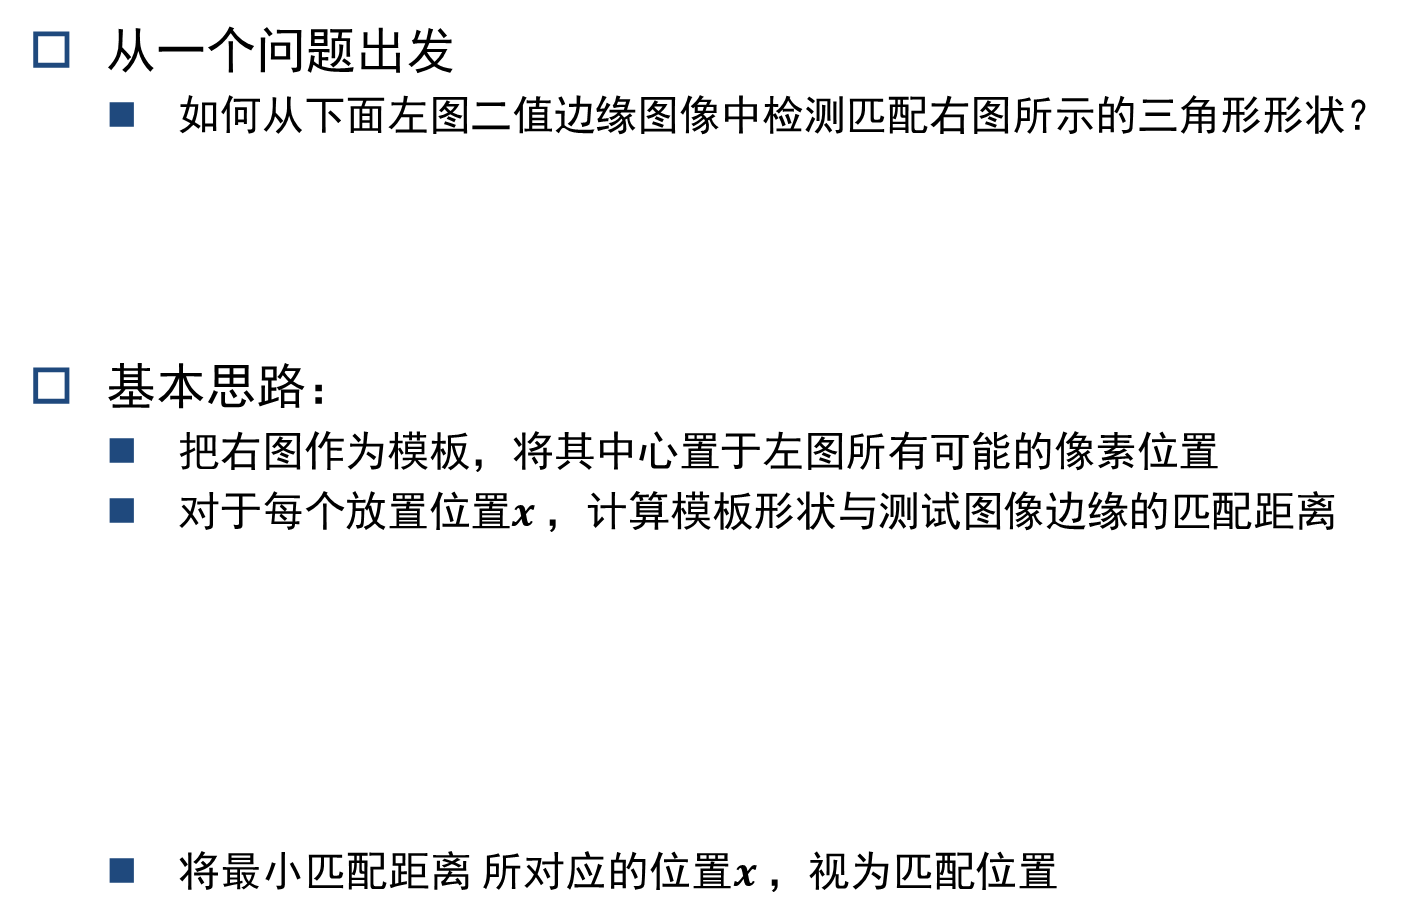 从一个问题出发
如何从下面左图二值边缘图像中检测匹配右图所示的三角形形状？
基本思路：
把右图作为模板，将其中心置于左图所有可能的像素位置
对于每个放置位置x，计算模板形状与测试图像边缘的匹配距离
将最小匹配距离 所对应的位置x，视为匹配位置